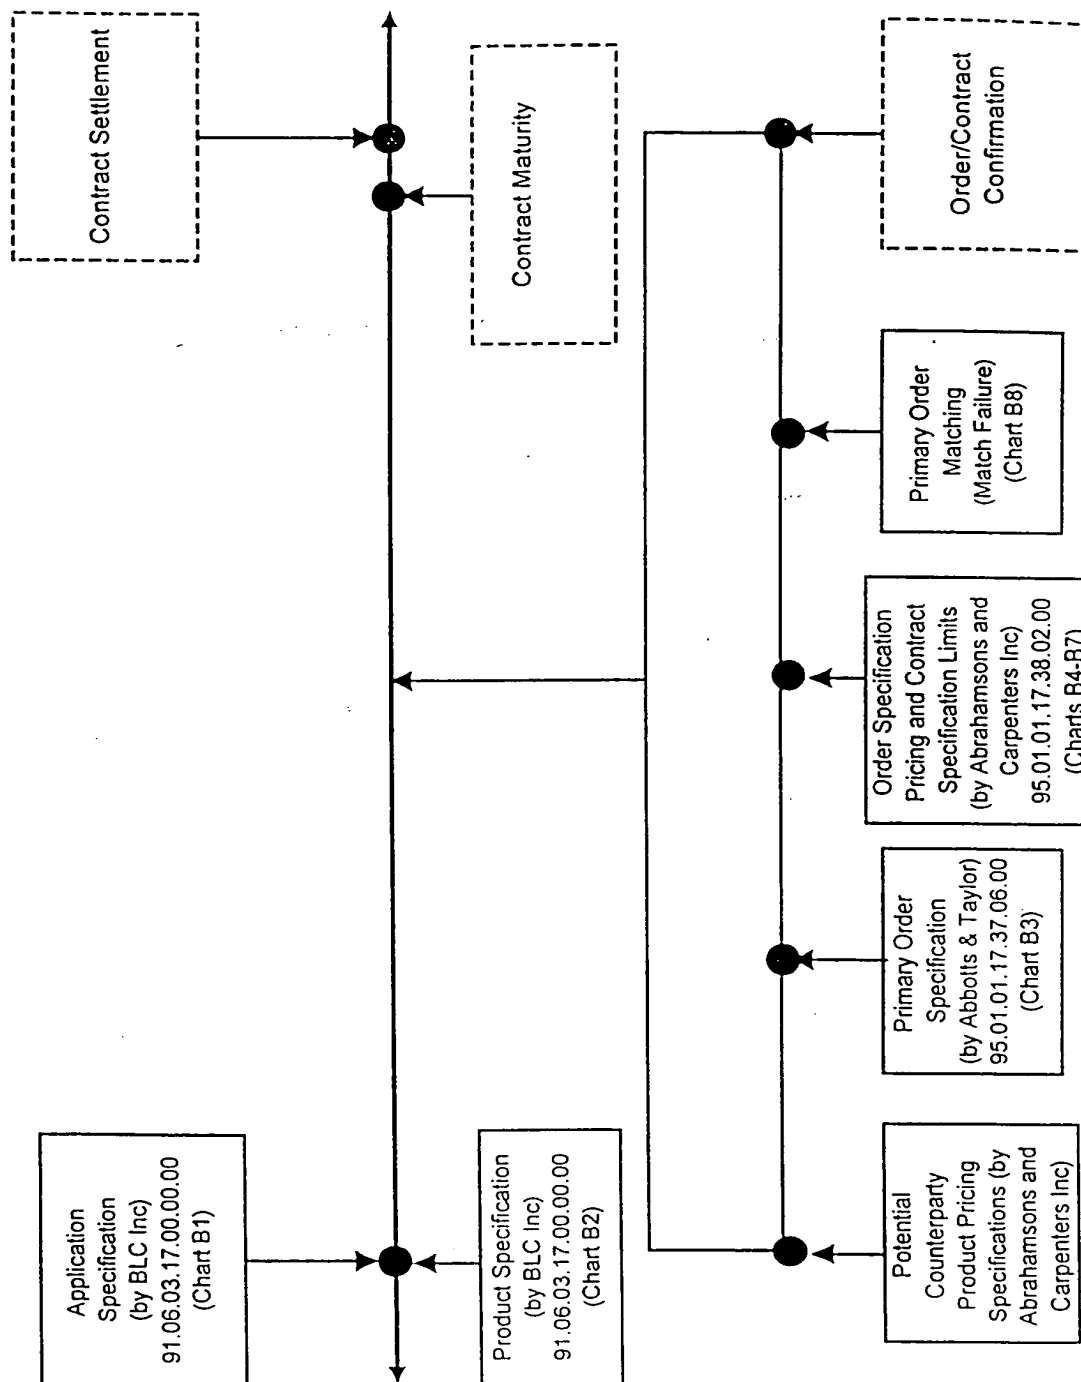 Application
Specification
(by BLC Inc)
91.06.03.17.00.00.00
(Chart B1)
Contract Settlement
Product Specification
(by BLC Inc)
91.06.03.17.00.00.00
(Chart B2)
Contract Maturity
Potential
Counterparty
Product Pricing
Specifications (by
Abrahamsons and
Carpenters Inc)
Primary Order
Specification
(by Abbotts & Taylor)
95.01.01.17.37.06.00
(Chart B3)
Order Specification
Pricing and Contract
Specification Limits
(by Abrahamsons and
Carpenters Inc)
95.01.01.17.38.02.00
(Charts B4-B7)
Primary Order
Matching
(Match Failure)
(Chart B8)
Order/Contract
Confirmation